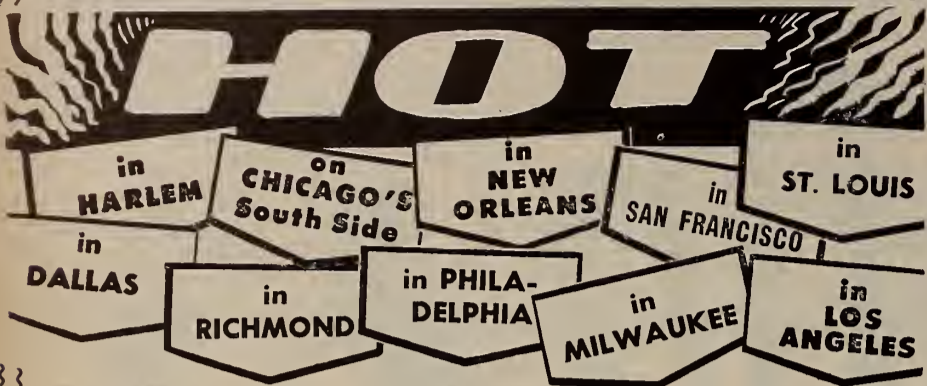 HOT
in
HARLEM
on
CHICAGO'S
South Side
in
NEW
ORLEANS
in
SAN FRANCISCO
in
ST. LOUIS
in
DALLAS
in
RICHMOND
in PHILA-
DELPHIA
in
MILWAUKEE
in
LOS
ANGELES